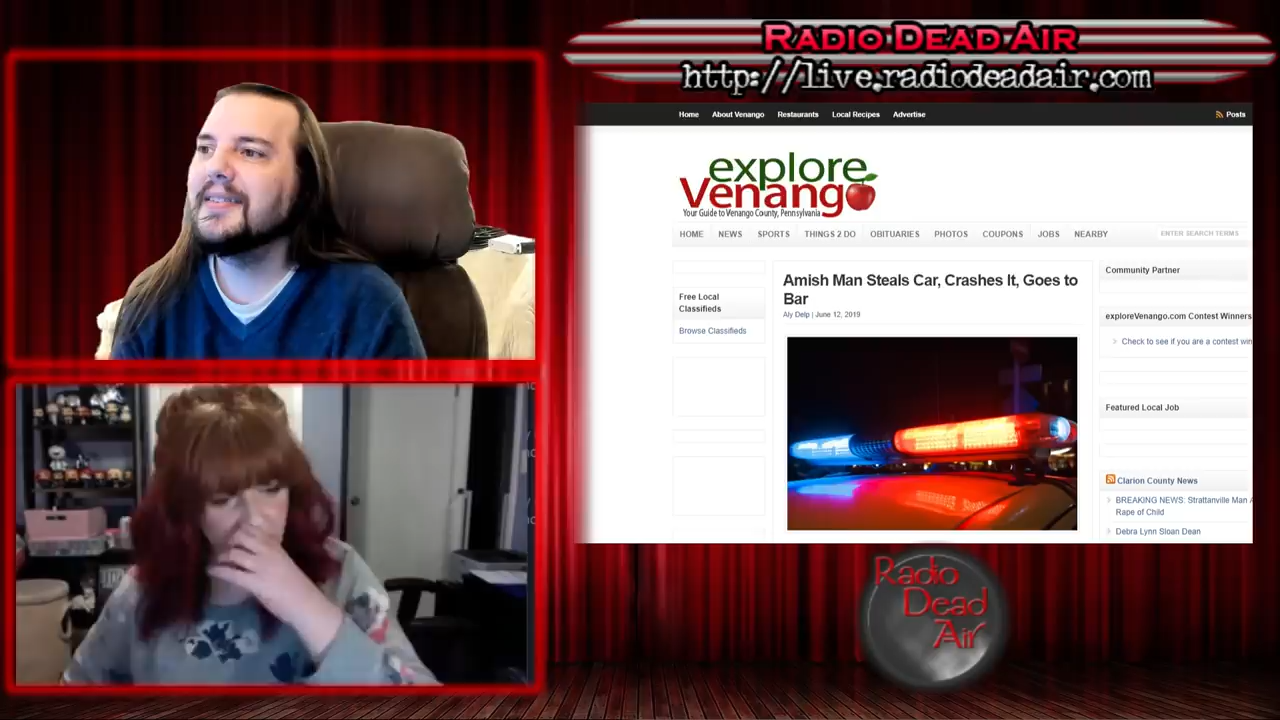 RADIO DEAD AIR
http://live.radiodeadair.com
Home About Venango Restaurants Local Recipes Advertise Posts
explore
Venango
Your Guide to Venango County, Pennsylvania
HOME NEWS SPORTS THINGS 2 DO OBITUARIES PHOTOS COUPONS JOBS NEARBY ENTER SEARCH TERMS
Free Local
Classifieds
Browse Classifieds
Amish Man Steals Car, Crashes It, Goes to
Bar
Aly Delp | June 12, 2019
Community Partner
exploreVenango.com Contest Winners
Check to see if you are a contest win
Featured Local Job
Clarion County News
BREAKING NEWS: Strattanville Man A
Rape of Child
Debra Lynn Sloan Dean
Radio
Dead
Air